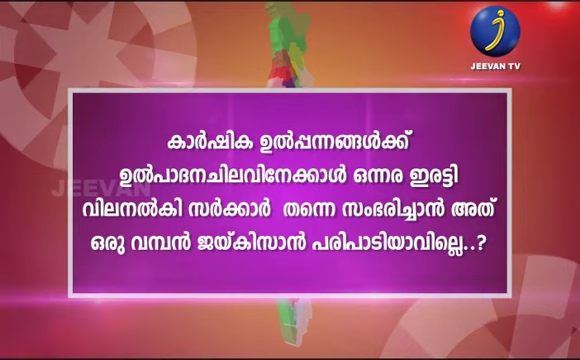 JEEVAN TV
കാർഷിക ഉൽപ്പന്നങ്ങൾക്ക്
ഉൽപാദനചിലവിനേക്കാൾ ഒന്നര ഇരട്ടി
വിലനൽകി സർക്കാർ തന്നെ സംഭരിച്ചാൻ അത്
ഒരു വമ്പൻ ജയ്കിസാൻ പരിപാടിയാവില്ലെ..?
JEEVAN